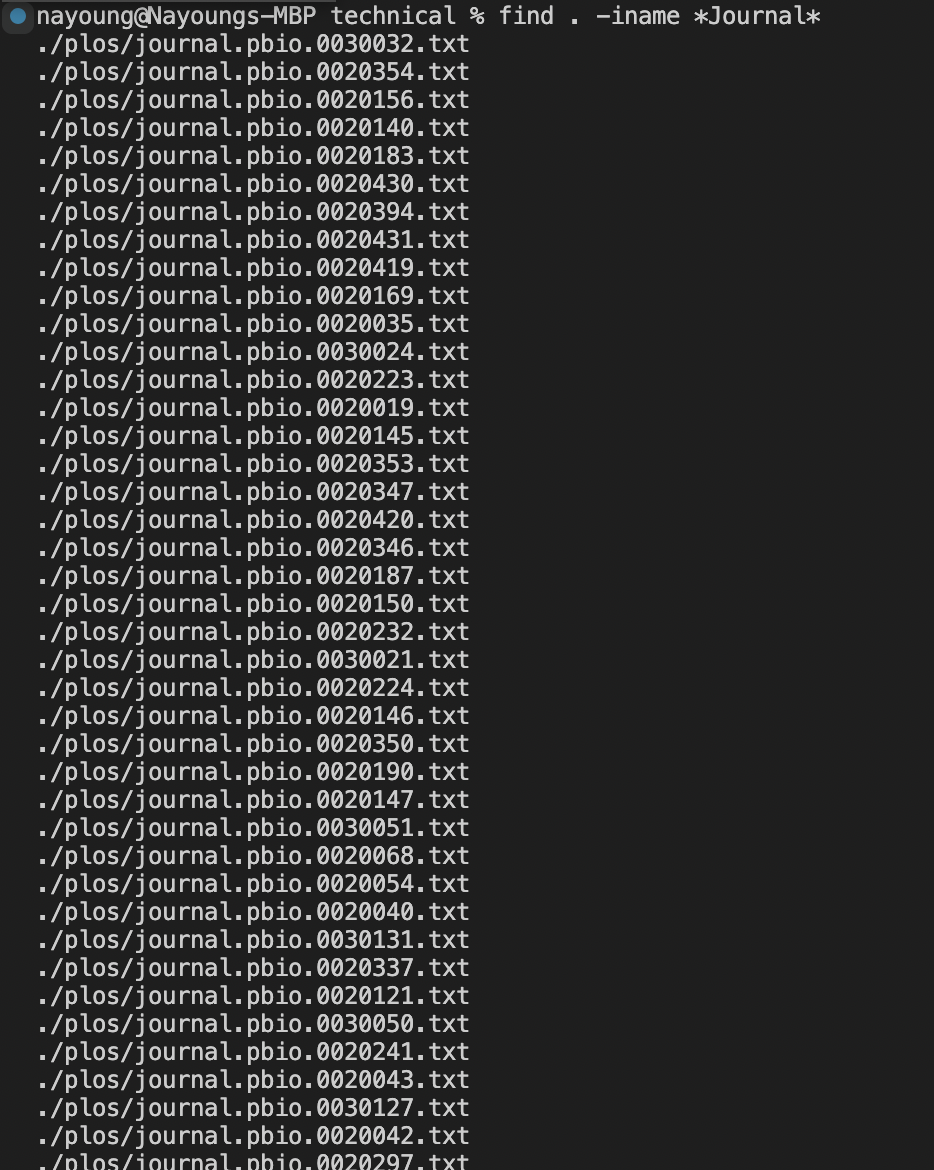 nayoung@Nayoungs-MBP technical % find . -iname *Journal*
./plos/journal.pbio.0030032.txt
./plos/journal.pbio.0020354.txt
./plos/journal.pbio.0020156.txt
./plos/journal.pbio.0020140.txt
./plos/journal.pbio.0020183.txt
./plos/journal.pbio.0020430.txt
./plos/journal.pbio.0020394.txt
./plos/journal.pbio.0020431.txt
./plos/journal.pbio.0020419.txt
./plos/journal.pbio.0020169.txt
./plos/journal.pbio.0020035.txt
./plos/journal.pbio.0030024.txt
./plos/journal.pbio.0020223.txt
./plos/journal.pbio.0020019.txt
./plos/journal.pbio.0020145.txt
./plos/journal.pbio.0020353.txt
./plos/journal.pbio.0020347.txt
./plos/journal.pbio.0020420.txt
./plos/journal.pbio.0020346.txt
./plos/journal.pbio.0020187.txt
./plos/journal.pbio.0020150.txt
./plos/journal.pbio.0020232.txt
./plos/journal.pbio.0030021.txt
./plos/journal.pbio.0020224.txt
./plos/journal.pbio.0020146.txt
./plos/journal.pbio.0020350.txt
./plos/journal.pbio.0020190.txt
./plos/journal.pbio.0020147.txt
./plos/journal.pbio.0030051.txt
./plos/journal.pbio.0020068.txt
./plos/journal.pbio.0020054.txt
./plos/journal.pbio.0020040.txt
./plos/journal.pbio.0030131.txt
./plos/journal.pbio.0020337.txt
./plos/journal.pbio.0020121.txt
./plos/journal.pbio.0030050.txt
./plos/journal.pbio.0020241.txt
./plos/journal.pbio.0020043.txt
./plos/journal.pbio.0030127.txt
./plos/journal.pbio.0020042.txt
./plos/journal.pbio.0020297.txt